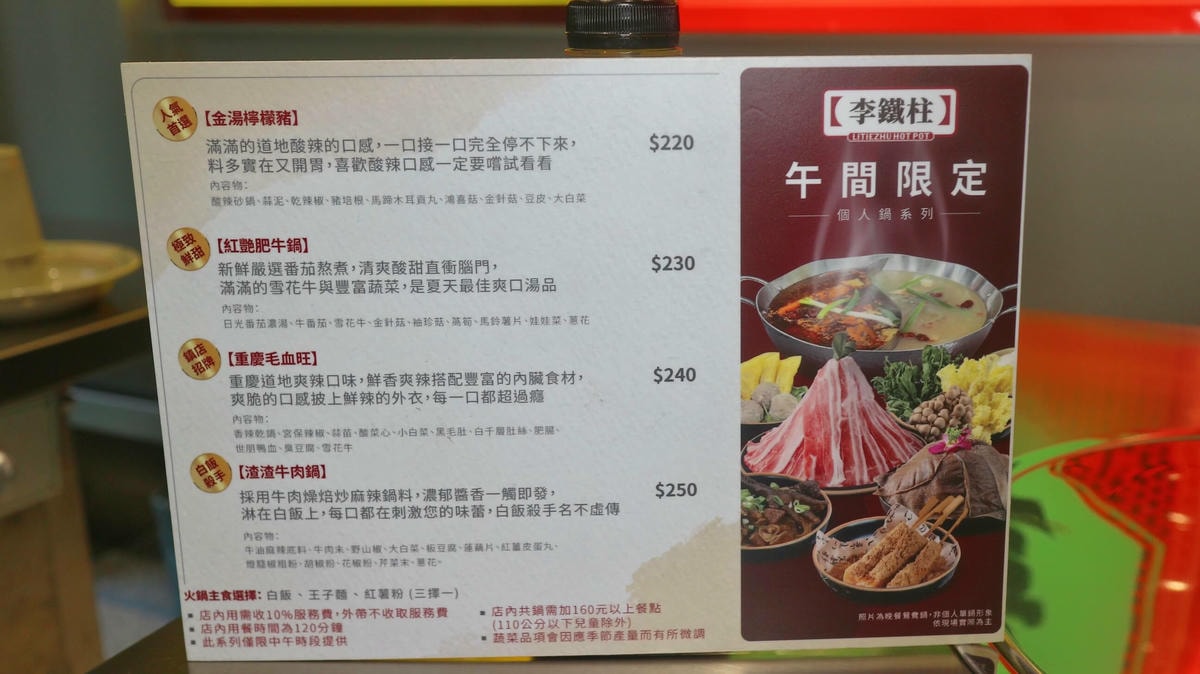 人氣
首選
【金湯檸檬豬】
滿滿的道地酸辣的口感,一口接一口完全停不下來,
料多實在又開胃,喜歡酸辣口感一定要嚐試看看
$220
內容物:
酸辣砂鍋、蒜泥、乾辣椒、豬培根、馬蹄木耳貢丸、鴻喜菇、金針菇、豆皮、大白菜
極致
鮮甜
【紅艷肥牛鍋】
新鮮嚴選番茄熬煮,清爽酸甜直衝腦門,
滿滿的雪花牛與豐富蔬菜,是夏天最佳爽口湯品
$230
內容物:
日光番茄濃湯、牛番茄、雪花牛、金針菇、袖珍菇、萵筍、馬鈴薯片、娃娃菜、蔥花
鎮店
招牌
【重慶毛血旺】
重慶道地爽辣口味,鮮香爽辣搭配豐富的內臟食材,
爽脆的口感披上鮮辣的外衣,每一口都超過癮
$240
內容物:
香辣乾鍋、宮保辣椒、蒜苗、酸菜心、小白菜、黑毛肚、白千層肚絲、肥腸、
世朋鴨血、臭豆腐、雪花牛
白飯
殺手
【渣渣牛肉鍋】
採用牛肉燥焙炒麻辣鍋料,濃郁醬香一觸即發,
淋在白飯上,每口都在刺激您的味蕾,白飯殺手名不虛傳
$250
內容物:
牛油麻辣底料、牛肉末、野山椒、大白菜、板豆腐、蓮藕片、紅薑皮蛋丸、
燈籠椒粗粉、胡椒粉、花椒粉、芹菜末、蔥花。
火鍋主食選擇: 白飯 、王子麵 、紅薯粉 (三擇一)
▪ 店內用需收10%服務費,外帶不收取服務費
▪ 店內用餐時間為120分鐘
▪ 此系列僅限中午時段提供
▪ 店內共鍋需加160元以上餐點
(110公分以下兒童除外)
▪ 蔬菜品項會因應季節產量而有所微調
【李鐵柱】
LITIEZHU HOT POT
午間限定
個人鍋系列
照片為晚餐鴛鴦鍋,非個人單鍋形象
依現場實際為主